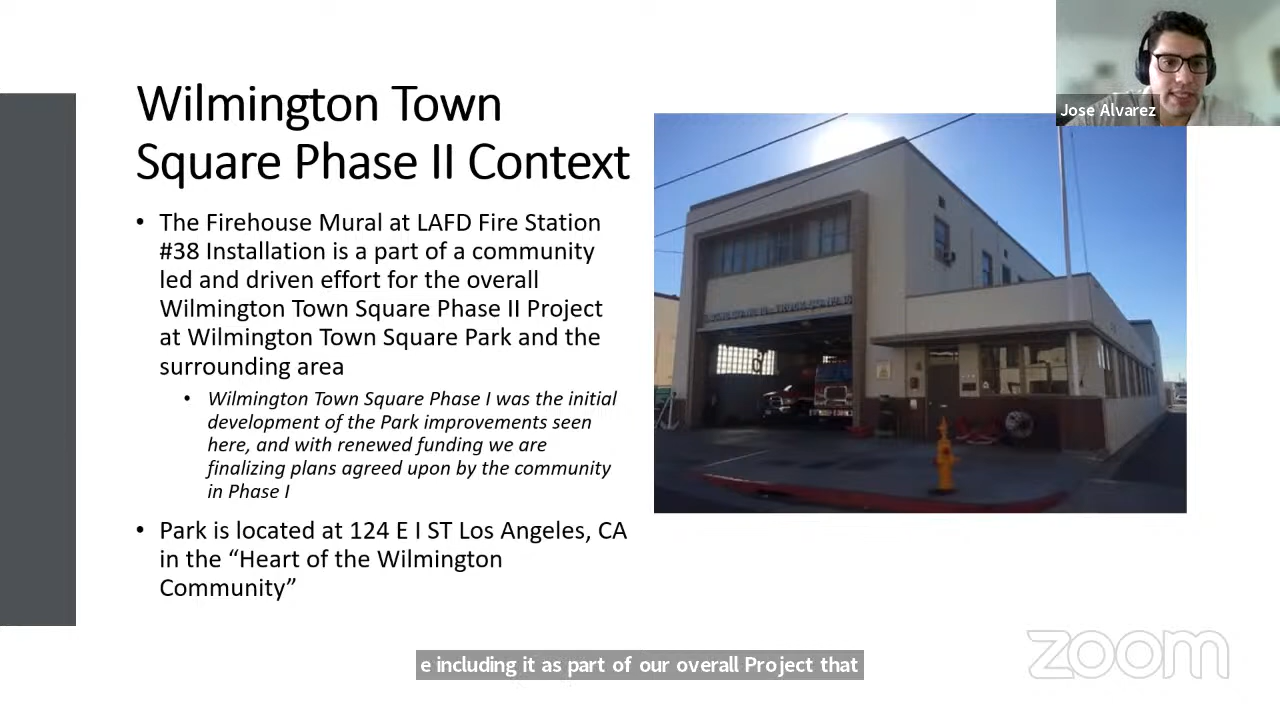 Wilmington Town
Square Phase II Context
• The Firehouse Mural at LAFD Fire Station
#38 Installation is a part of a community
led and driven effort for the overall
Wilmington Town Square Phase II Project
at Wilmington Town Square Park and the
surrounding area
• Wilmington Town Square Phase I was the initial
development of the Park improvements seen
here, and with renewed funding we are
finalizing plans agreed upon by the community
in Phase I
• Park is located at 124 E I ST Los Angeles, CA
in the “Heart of the Wilmington
Community”
Jose Alvarez
e including it as part of our overall Project that
zoom